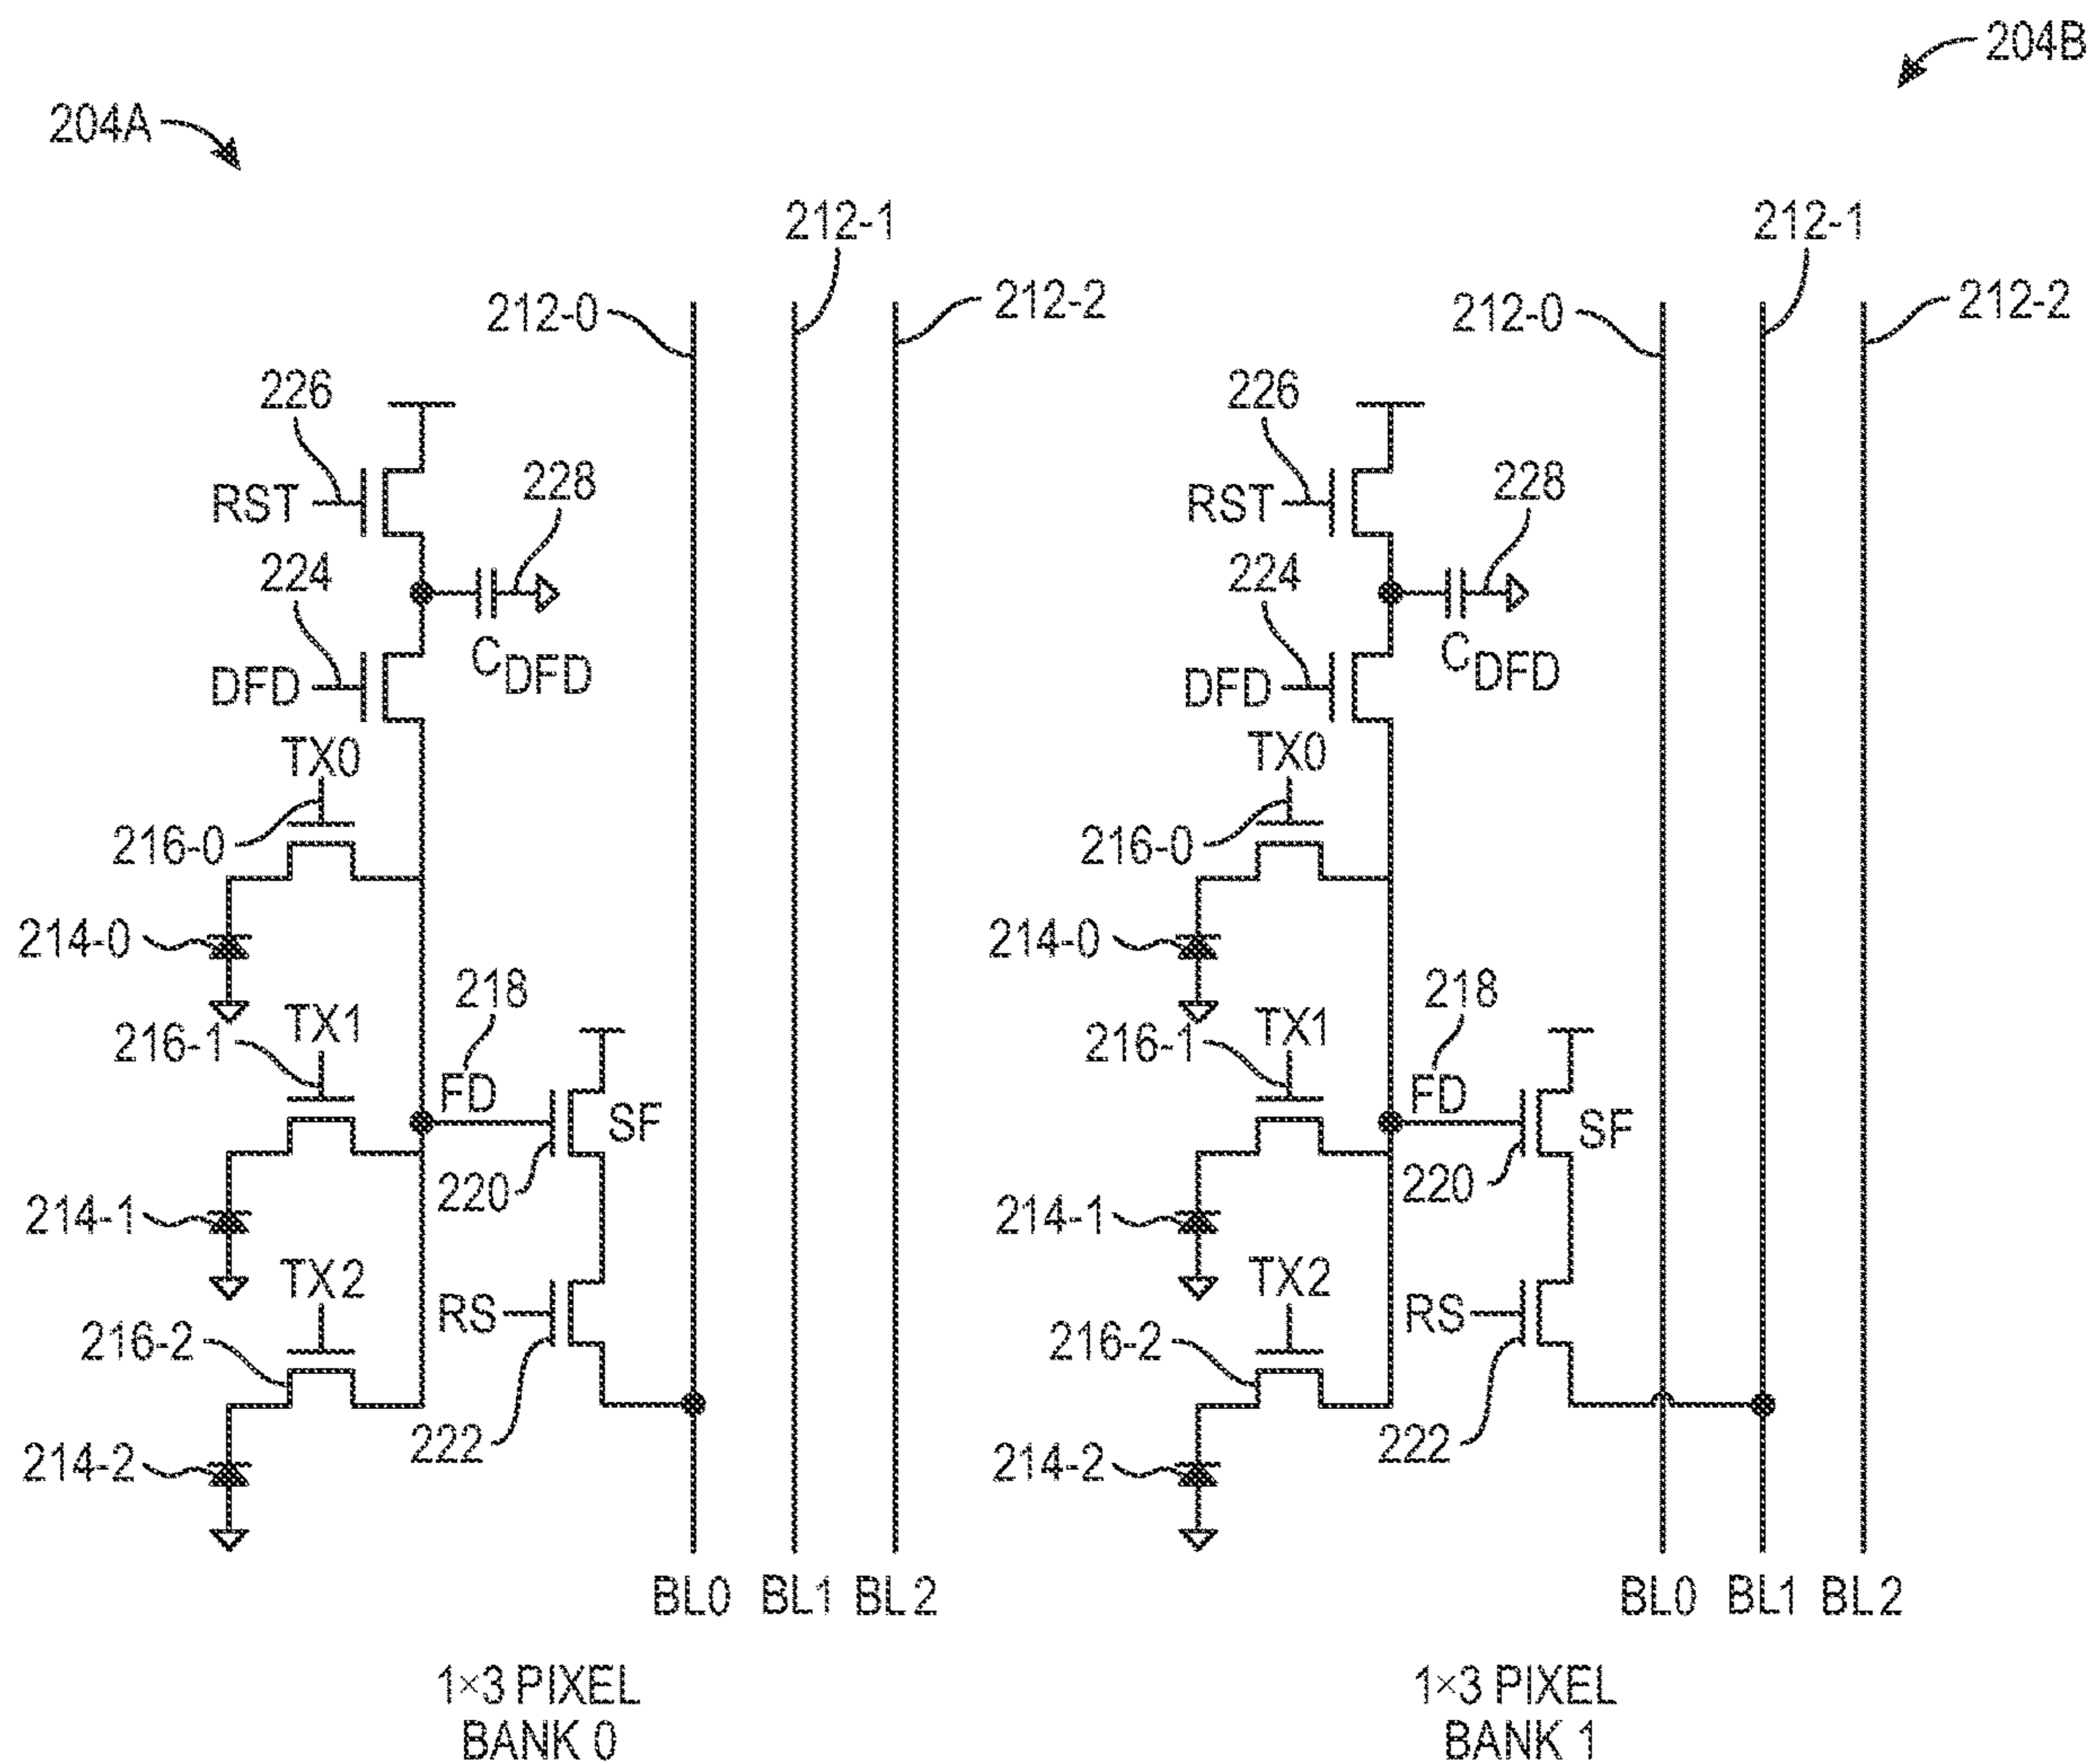 204B
204A
212-1
212-1
212-0
212-2
212-0
212-2
226
RST
228
224
DFD
C DFD
TX0
216-0
214-0
216-1
TX1
218
FD
SF
220
214-1
TX2
RS
216-2
222
214-2
BL0 BL1 BL2
1×3 PIXEL
BANK 0
226
RST
228
224
DFD
C DFD
TX0
216-0
214-0
216-1
TX1
218
FD
SF
220
214-1
TX2
RS
216-2
222
214-2
BL0 BL1 BL2
1×3 PIXEL
BANK 1